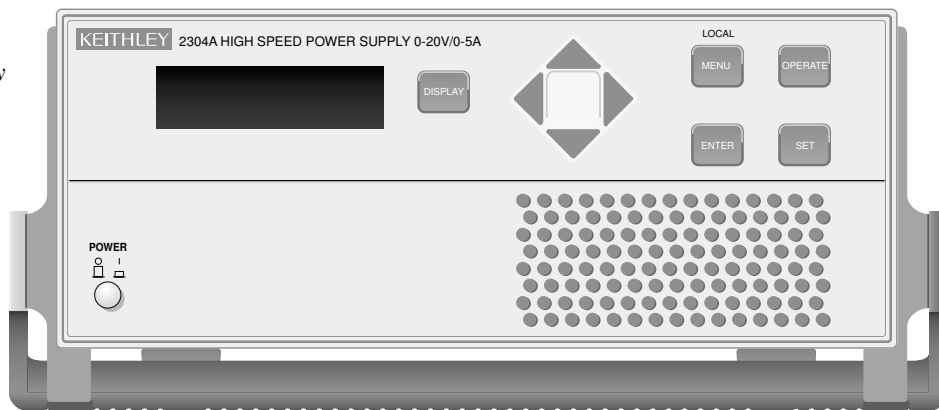 KEITHLEY 2304A HIGH SPEED POWER SUPPLY 0-20V/0-5A
LOCAL
MENU OPERATE
DISPLAY
ENTER SET
POWER